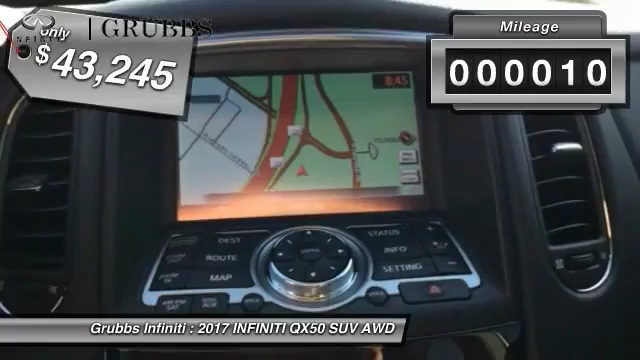 INFINITI | GRUBBS
only
$43,245
Mileage
000010
8:45
DEST
ROUTE
MAP
STATUS
INFO
SETTING
BACK
Grubbs Infiniti : 2017 INFINITI QX50 SUV AWD